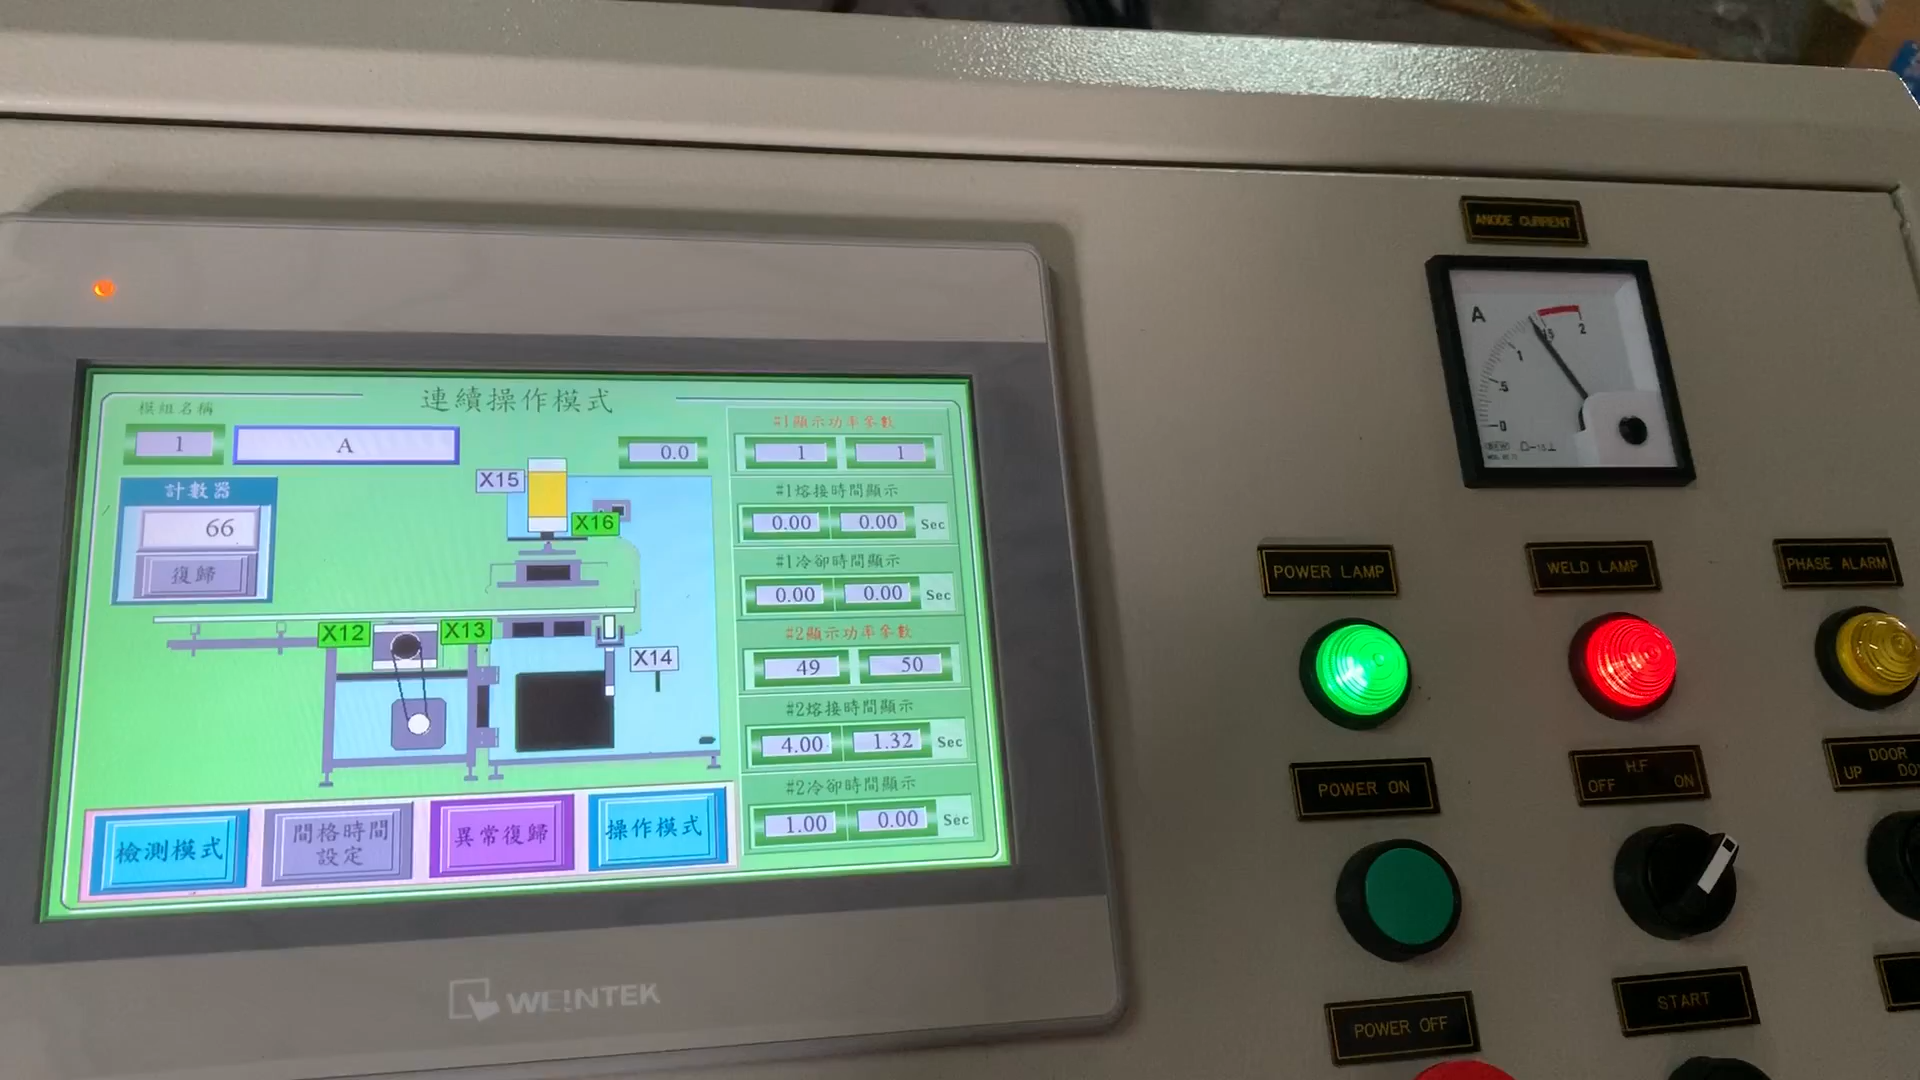 連續操作模式
模組名稱
1 A
0.0
計數器
66
復歸
X15
X16
X12
X13
X14
#1顯示功率參數
1 1
#1熔接時間顯示
0.00 0.00 Sec
#1冷卻時間顯示
0.00 0.00 Sec
#2顯示功率參數
49 50
#2熔接時間顯示
4.00 1.32 Sec
#2冷卻時間顯示
1.00 0.00 Sec
檢測模式
間格時間
設定
異常復歸
操作模式
WEINTEK
ANODE CURRENT
A
0 .5 1 1.5 2
POWER LAMP
WELD LAMP
PHASE ALARM
POWER ON
H.F
OFF ON
DOOR
UP
POWER OFF
START